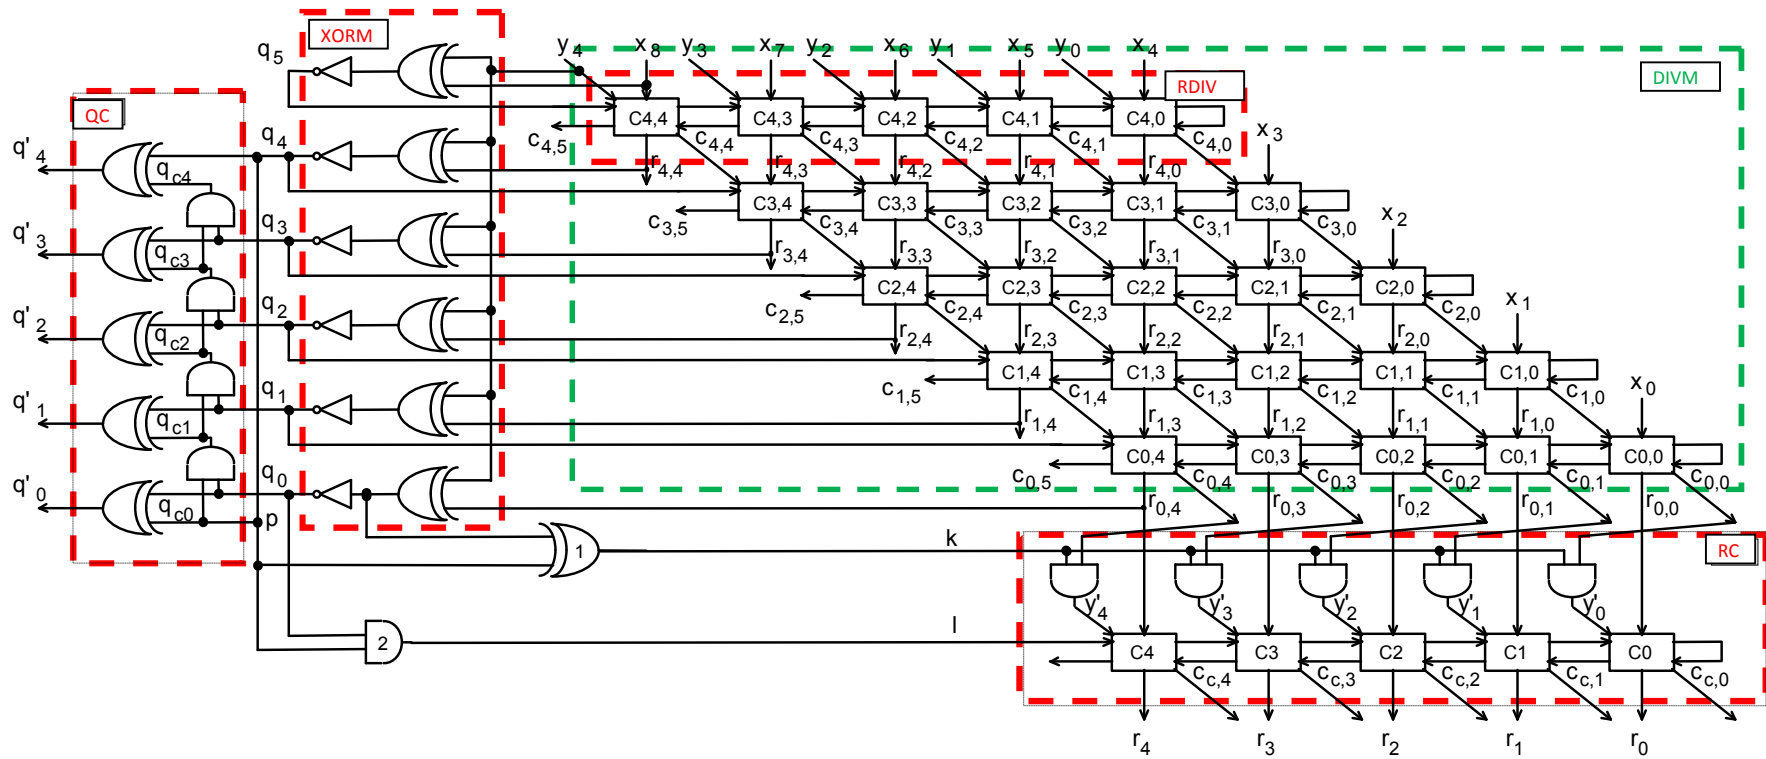 XORM
q5
y4 x8 y3 x7 y2 x6 y1 x5 y0 x4
DIVM
RDIV
QC
C4,4 C4,3 C4,2 C4,1 C4,0
c4,5 c4,4 c4,3 c4,2 c4,1 c4,0
x3
q'4 q4
qc4
r4,4 r4,3 r4,2 r4,1 r4,0
C3,4 C3,3 C3,2 C3,1 C3,0
c3,5 c3,4 c3,3 c3,2 c3,1 c3,0
x2
q'3 q3
qc3
r3,4 r3,3 r3,2 r3,1 r3,0
C2,4 C2,3 C2,2 C2,1 C2,0
c2,5 c2,4 c2,3 c2,2 c2,1 c2,0
x1
q'2 q2
qc2
r2,4 r2,3 r2,2 r2,1 r2,0
C1,4 C1,3 C1,2 C1,1 C1,0
c1,5 c1,4 c1,3 c1,2 c1,1 c1,0
x0
q'1 q1
qc1
r1,4 r1,3 r1,2 r1,1 r1,0
C0,4 C0,3 C0,2 C0,1 C0,0
c0,5 c0,4 c0,3 c0,2 c0,1 c0,0
q'0 q0
qc0 p
r0,4 r0,3 r0,2 r0,1 r0,0
1 k
RC
y'4 y'3 y'2 y'1 y'0
2 l
C4 C3 C2 C1 C0
cc,4 cc,3 cc,2 cc,1 cc,0
r4 r3 r2 r1 r0